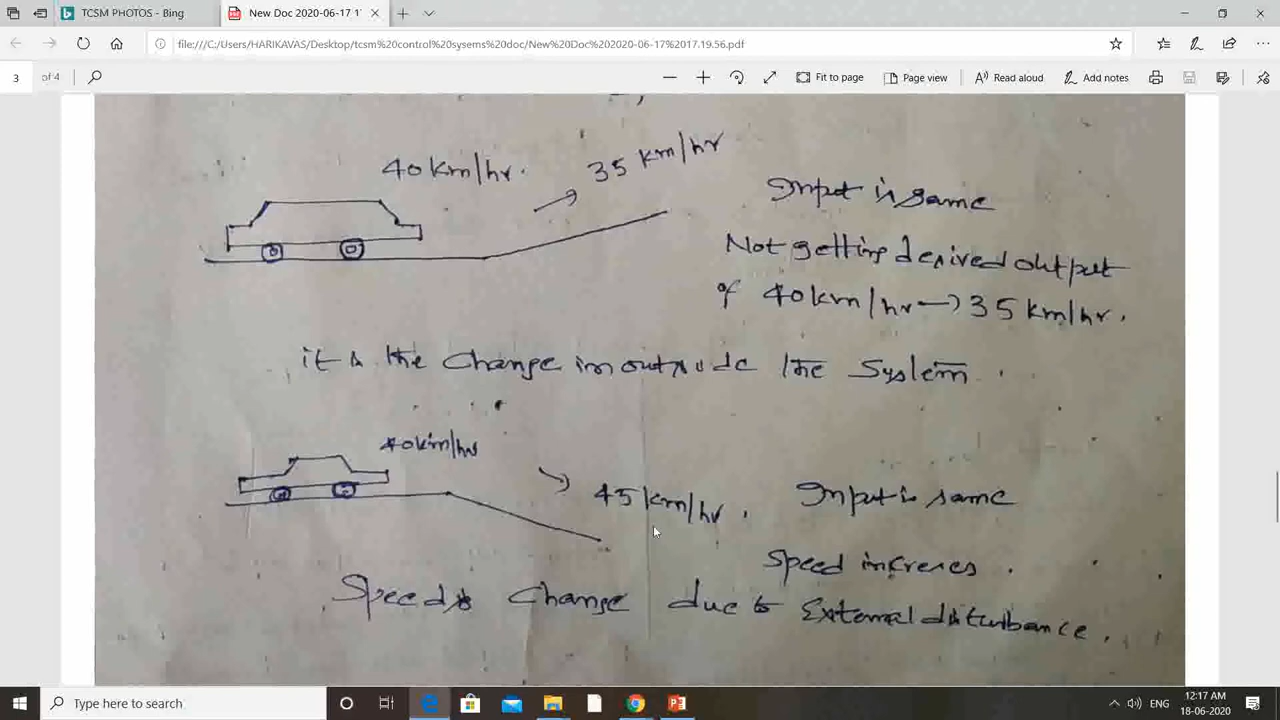 TCSM PHOTOS - Bing
New Doc 2020-06-17 1
file:///C:/Users/HARIKAVAS/Desktop/tcsm%20control%20sysems%20doc/New%20Doc%202020-06-17%2017.19.56.pdf
3 of 4
Fit to page
Page view
Read aloud
Add notes
40 km/hr.
35 km/hr
Input is same
Not getting desired output
of 40 km/hr → 35 km/hr.
it is the change in outside the system.
40 km/hr
45 km/hr.
Input is same
Speed increses.
Speed is change due to External disturbance.
Type here to search
ENG
12:17 AM
18-06-2020